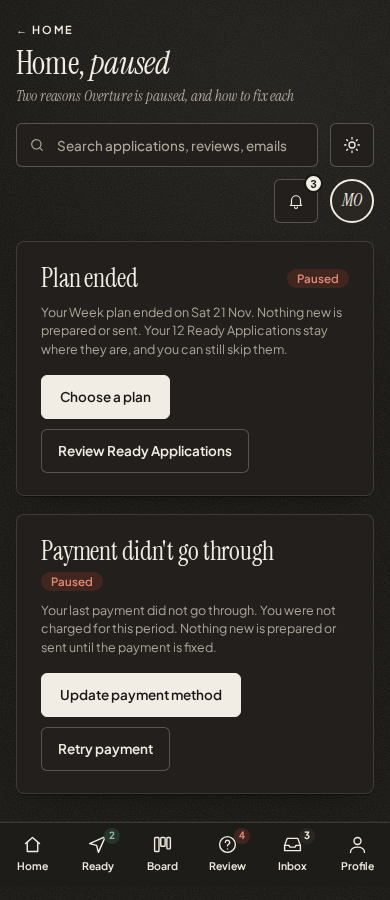 ← HOME
Home, paused
Two reasons Overture is paused, and how to fix each
Search applications, reviews, emails
3
MO
Plan ended
Paused
Your Week plan ended on Sat 21 Nov. Nothing new is
prepared or sent. Your 12 Ready Applications stay
where they are, and you can still skip them.
Choose a plan
Review Ready Applications
Payment didn't go through
Paused
Your last payment did not go through. You were not
charged for this period. Nothing new is prepared or
sent until the payment is fixed.
Update payment method
Retry payment
2
4
3
Home
Ready
Board
Review
Inbox
Profile